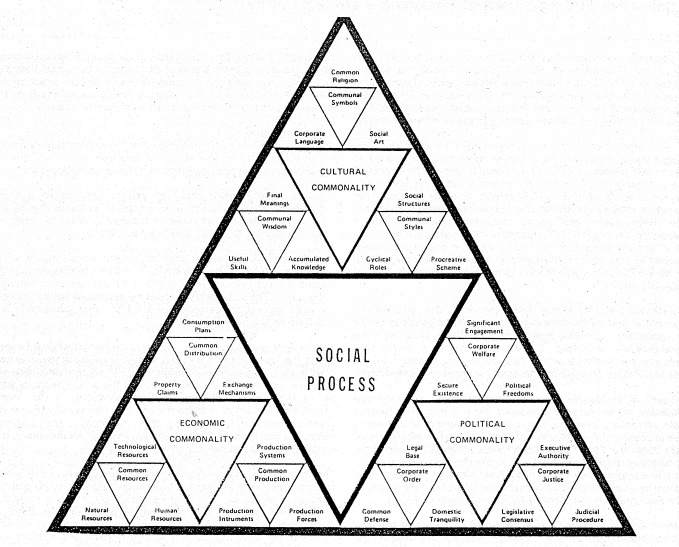 Common
Religion
Communal
Symbols
Corporate
Language
Social
Art
CULTURAL
COMMONALITY
Final
Meanings
Communal
Wisdom
Useful
Skills
Accumulated
Knowledge
Social
Structures
Communal
Styles
Cyclical
Roles
Procreative
Scheme
SOCIAL
PROCESS
Consumption
Plans
Common
Distribution
Property
Claims
Exchange
Mechanisms
ECONOMIC
COMMONALITY
Technological
Resources
Common
Resources
Natural
Resources
Human
Resources
Production
Systems
Common
Production
Production
Intruments
Production
Forces
Significant
Engagement
Corporate
Welfare
Secure
Existence
Political
Freedoms
POLITICAL
COMMONALITY
Legal
Base
Corporate
Order
Common
Defense
Domestic
Tranquility
Executive
Authority
Corporate
Justice
Legislative
Consensus
Judicial
Procedure